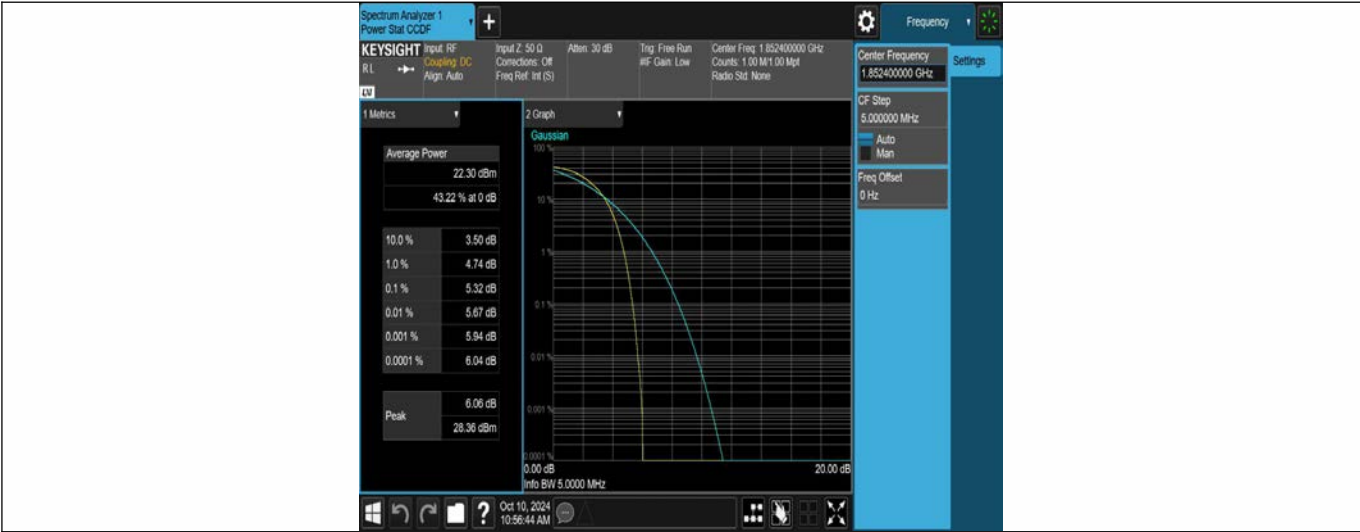 Spectrum Analyzer 1
Power Stat CCDF
+
Frequency
KEYSIGHT
RL
Input: RF
Coupling: DC
Align: Auto
Input Z: 50 Ω
Corrections: Off
Freq Ref: Int (S)
Atten: 30 dB
Trig: Free Run
#IF Gain: Low
Center Freq: 1.852400000 GHz
Counts: 1.00 M/1.00 Mpt
Radio Std: None
Center Frequency
1.852400000 GHz
Settings
CF Step
5.000000 MHz
Auto
Man
Freq Offset
0 Hz
1 Metrics
Average Power
22.30 dBm
43.22 % at 0 dB
10.0 % 3.50 dB
1.0 % 4.74 dB
0.1 % 5.32 dB
0.01 % 5.67 dB
0.001 % 5.94 dB
0.0001 % 6.04 dB
Peak
6.06 dB
28.36 dBm
2 Graph
Gaussian
100 %
10 %
1 %
0.1 %
0.01 %
0.001 %
0.0001 %
0.00 dB 20.00 dB
Info BW 5.0000 MHz
?
Oct 10, 2024
10:56:44 AM